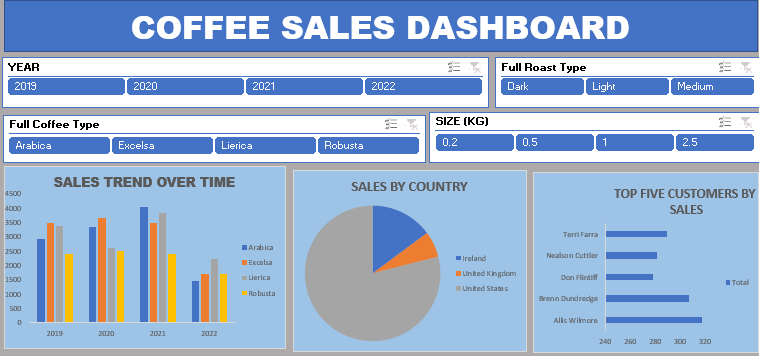 COFFEE SALES DASHBOARD
YEAR
2019 2020 2021 2022
Full Roast Type
Dark Light Medium
Full Coffee Type
Arabica Excelsa Lierica Robusta
SIZE (KG)
0.2 0.5 1 2.5
SALES TREND OVER TIME
4500
4000
3500
3000
2500
2000
1500
1000
500
0
2019 2020 2021 2022
Arabica
Excelsa
Lierica
Robusta
SALES BY COUNTRY
Ireland
United Kingdom
United States
TOP FIVE CUSTOMERS BY
SALES
Terri Farra
Nealson Cuttler
Don Flintiff
Brenn Dundredge
Allis Wilmore
240 260 280 300 320
Total